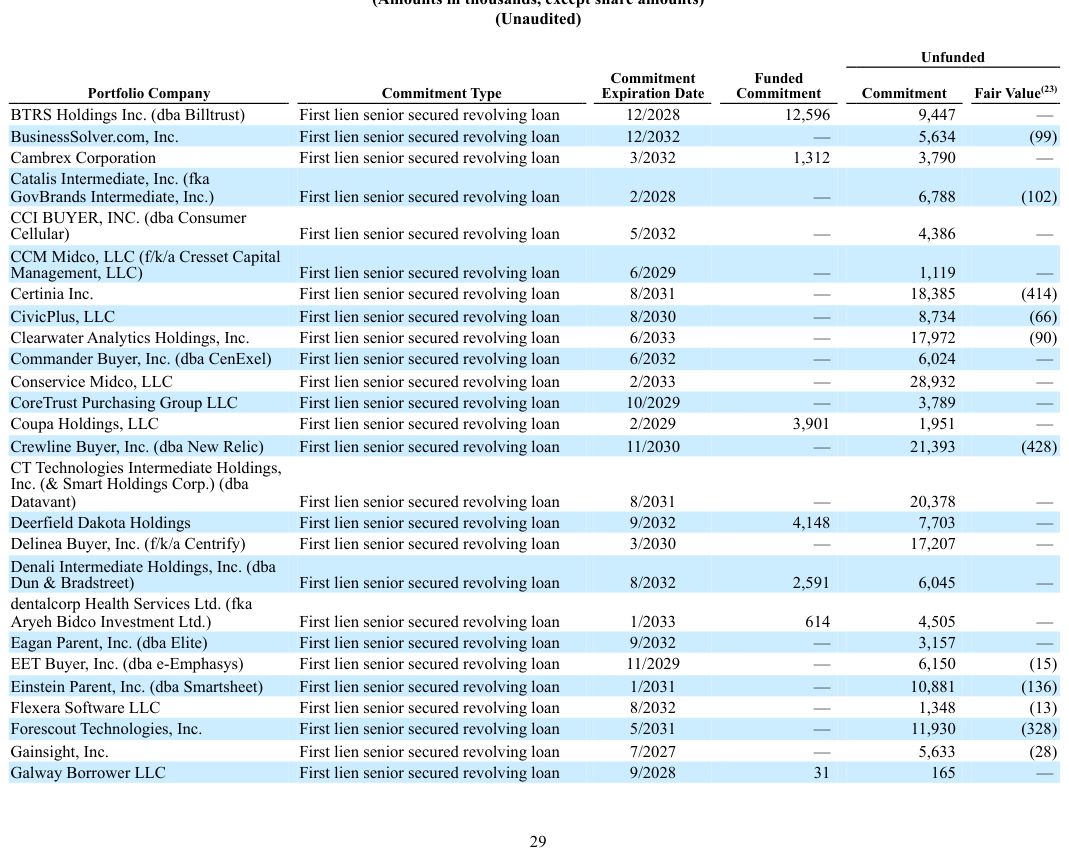 (Amounts in thousands, except share amounts)
(Unaudited)
Unfunded
Portfolio Company Commitment Type Commitment Expiration Date Funded Commitment Commitment Fair Value(23)
BTRS Holdings Inc. (dba Billtrust) First lien senior secured revolving loan 12/2028 12,596 9,447 —
BusinessSolver.com, Inc. First lien senior secured revolving loan 12/2032 — 5,634 (99)
Cambrex Corporation First lien senior secured revolving loan 3/2032 1,312 3,790 —
Catalis Intermediate, Inc. (fka
GovBrands Intermediate, Inc.) First lien senior secured revolving loan 2/2028 — 6,788 (102)
CCI BUYER, INC. (dba Consumer
Cellular) First lien senior secured revolving loan 5/2032 — 4,386 —
CCM Midco, LLC (f/k/a Cresset Capital
Management, LLC) First lien senior secured revolving loan 6/2029 — 1,119 —
Certinia Inc. First lien senior secured revolving loan 8/2031 — 18,385 (414)
CivicPlus, LLC First lien senior secured revolving loan 8/2030 — 8,734 (66)
Clearwater Analytics Holdings, Inc. First lien senior secured revolving loan 6/2033 — 17,972 (90)
Commander Buyer, Inc. (dba CenExel) First lien senior secured revolving loan 6/2032 — 6,024 —
Conservice Midco, LLC First lien senior secured revolving loan 2/2033 — 28,932 —
CoreTrust Purchasing Group LLC First lien senior secured revolving loan 10/2029 — 3,789 —
Coupa Holdings, LLC First lien senior secured revolving loan 2/2029 3,901 1,951 —
Crewline Buyer, Inc. (dba New Relic) First lien senior secured revolving loan 11/2030 — 21,393 (428)
CT Technologies Intermediate Holdings,
Inc. (& Smart Holdings Corp.) (dba
Datavant) First lien senior secured revolving loan 8/2031 — 20,378 —
Deerfield Dakota Holdings First lien senior secured revolving loan 9/2032 4,148 7,703 —
Delinea Buyer, Inc. (f/k/a Centrify) First lien senior secured revolving loan 3/2030 — 17,207 —
Denali Intermediate Holdings, Inc. (dba
Dun & Bradstreet) First lien senior secured revolving loan 8/2032 2,591 6,045 —
dentalcorp Health Services Ltd. (fka
Aryeh Bidco Investment Ltd.) First lien senior secured revolving loan 1/2033 614 4,505 —
Eagan Parent, Inc. (dba Elite) First lien senior secured revolving loan 9/2032 — 3,157 —
EET Buyer, Inc. (dba e-Emphasys) First lien senior secured revolving loan 11/2029 — 6,150 (15)
Einstein Parent, Inc. (dba Smartsheet) First lien senior secured revolving loan 1/2031 — 10,881 (136)
Flexera Software LLC First lien senior secured revolving loan 8/2032 — 1,348 (13)
Forescout Technologies, Inc. First lien senior secured revolving loan 5/2031 — 11,930 (328)
Gainsight, Inc. First lien senior secured revolving loan 7/2027 — 5,633 (28)
Galway Borrower LLC First lien senior secured revolving loan 9/2028 31 165 —
29